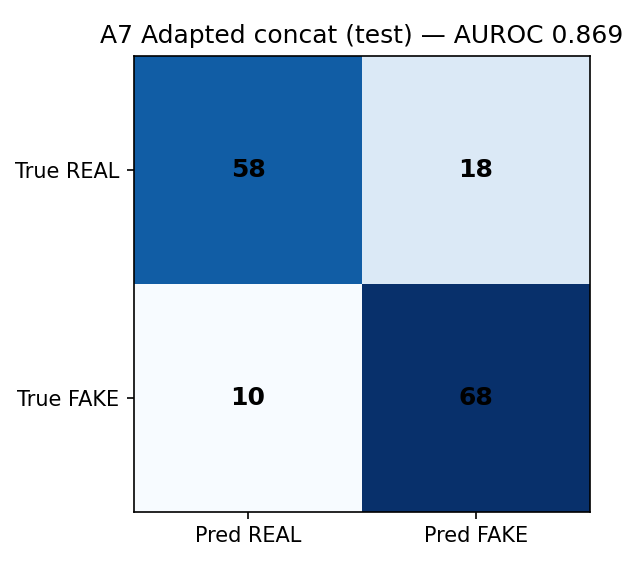 A7 Adapted concat (test) — AUROC 0.869
True REAL 58 18
True FAKE 10 68
Pred REAL Pred FAKE